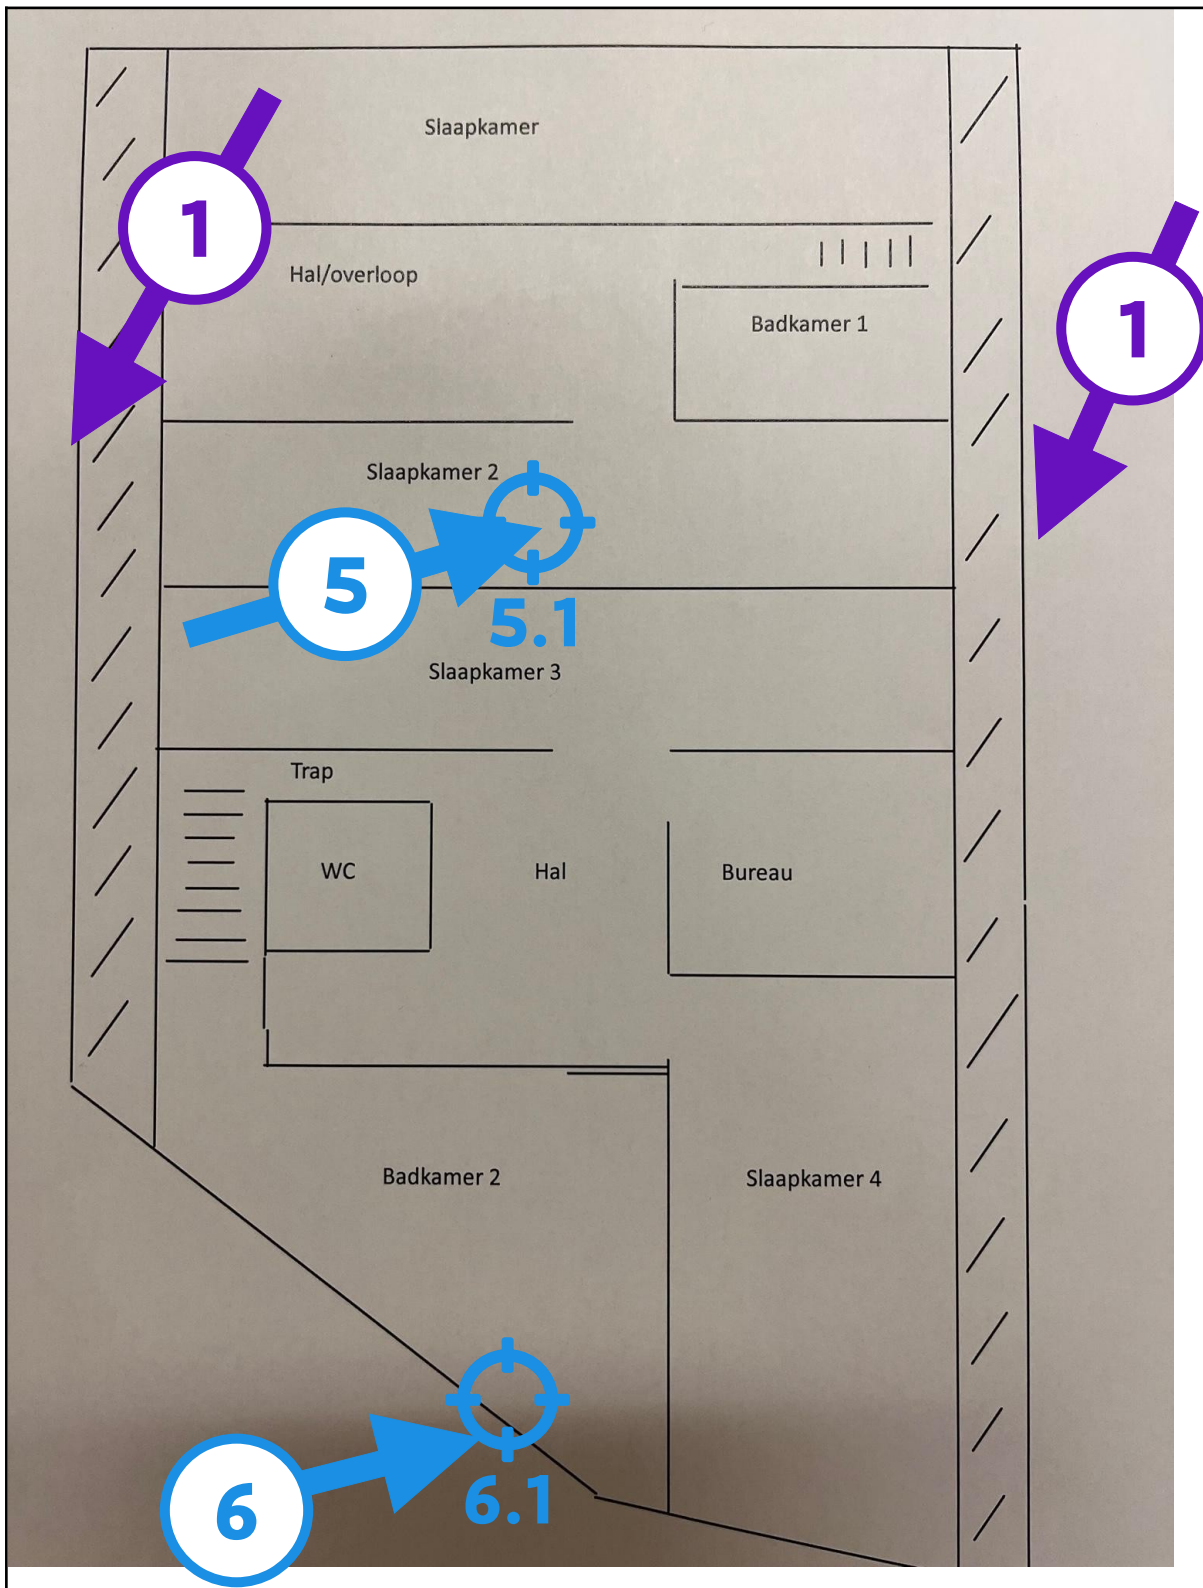 Slaapkamer
1
Hal/overloop
1
Badkamer 1
Slaapkamer 2
5
5.1
Slaapkamer 3
Trap
WC
Hal
Bureau
Badkamer 2
Slaapkamer 4
6
6.1